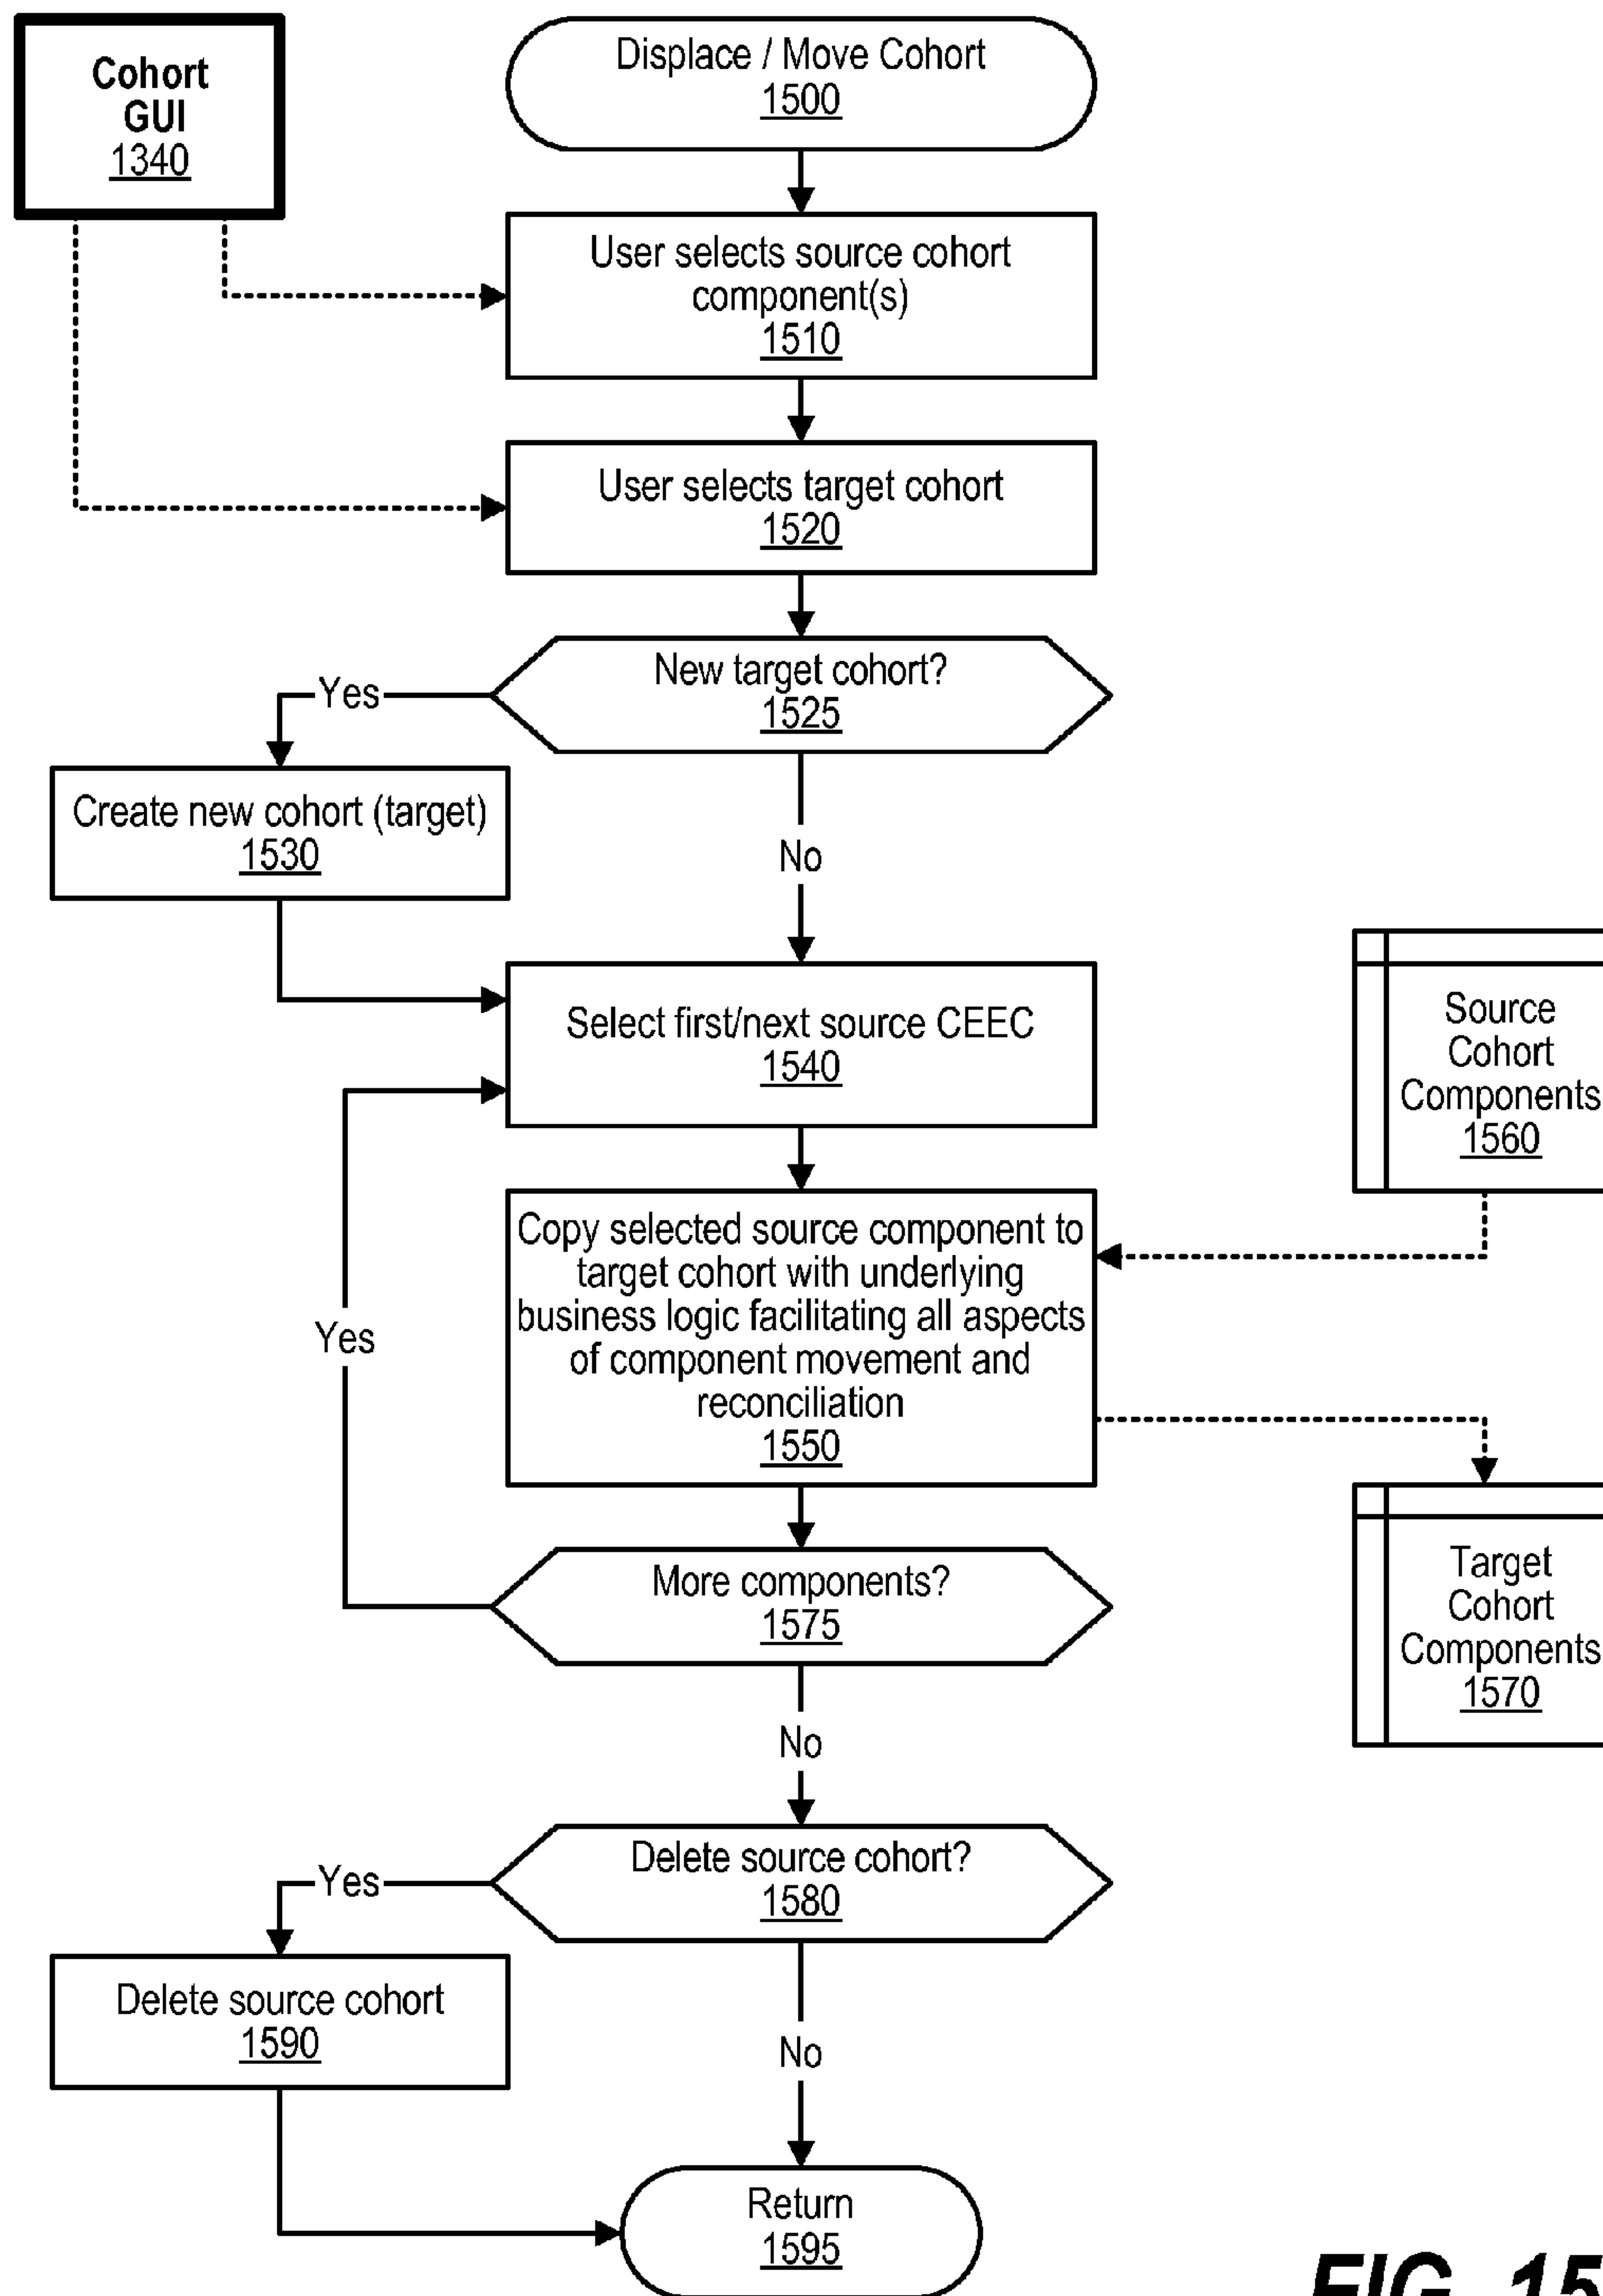 Cohort
GUI
1340
Displace / Move Cohort
1500
User selects source cohort
component(s)
1510
User selects target cohort
1520
New target cohort?
1525
Yes
Create new cohort (target)
1530
No
Select first/next source CEEC
1540
Source
Cohort
Components
1560
Copy selected source component to
target cohort with underlying
business logic facilitating all aspects
of component movement and
reconciliation
1550
Yes
Target
Cohort
Components
1570
More components?
1575
No
Delete source cohort?
1580
Yes
Delete source cohort
1590
No
Return
1595
FIG. 15